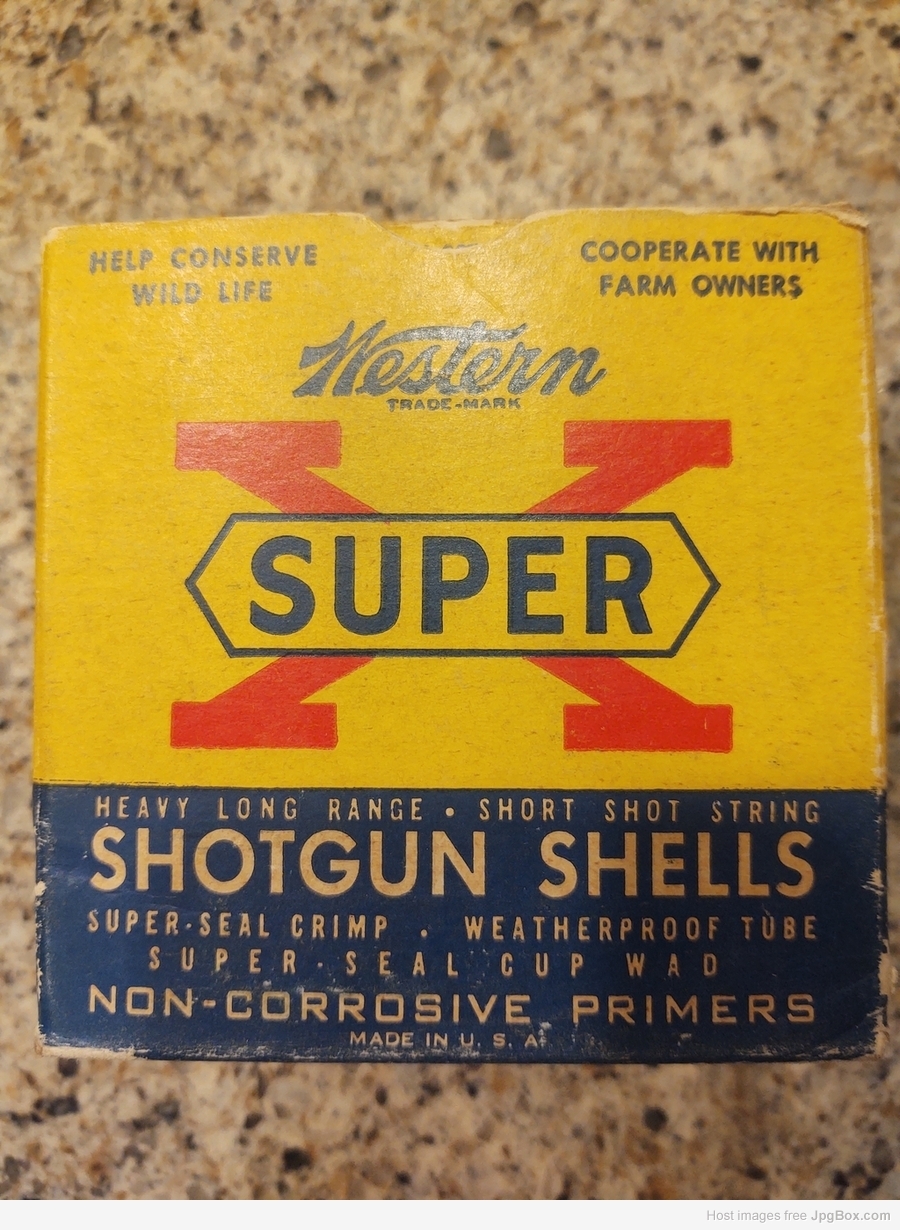 HELP CONSERVE
WILD LIFE
COOPERATE WITH
FARM OWNERS
Western
TRADE-MARK
X
SUPER
HEAVY LONG RANGE • SHORT SHOT STRING
SHOTGUN SHELLS
SUPER-SEAL CRIMP • WEATHERPROOF TUBE
SUPER-SEAL CUP WAD
NON-CORROSIVE PRIMERS
MADE IN U. S. A.
Host images free JpgBox.com